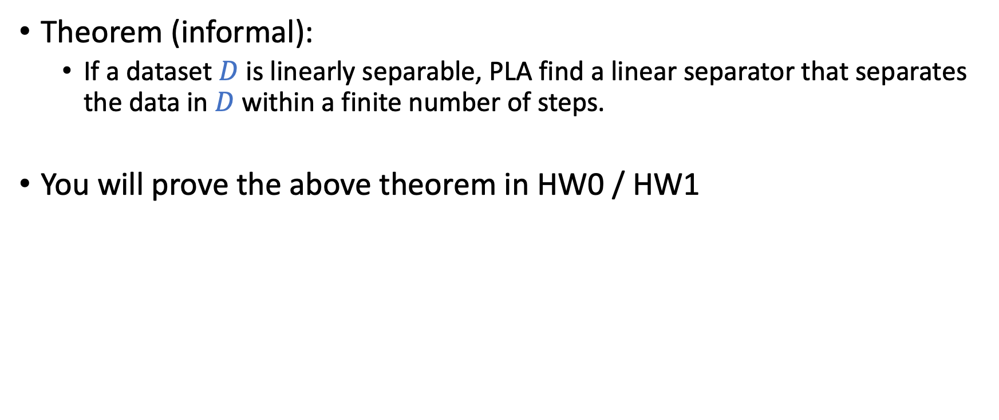 • Theorem (informal):
• If a dataset D is linearly separable, PLA find a linear separator that separates
the data in D within a finite number of steps.
• You will prove the above theorem in HW0 / HW1